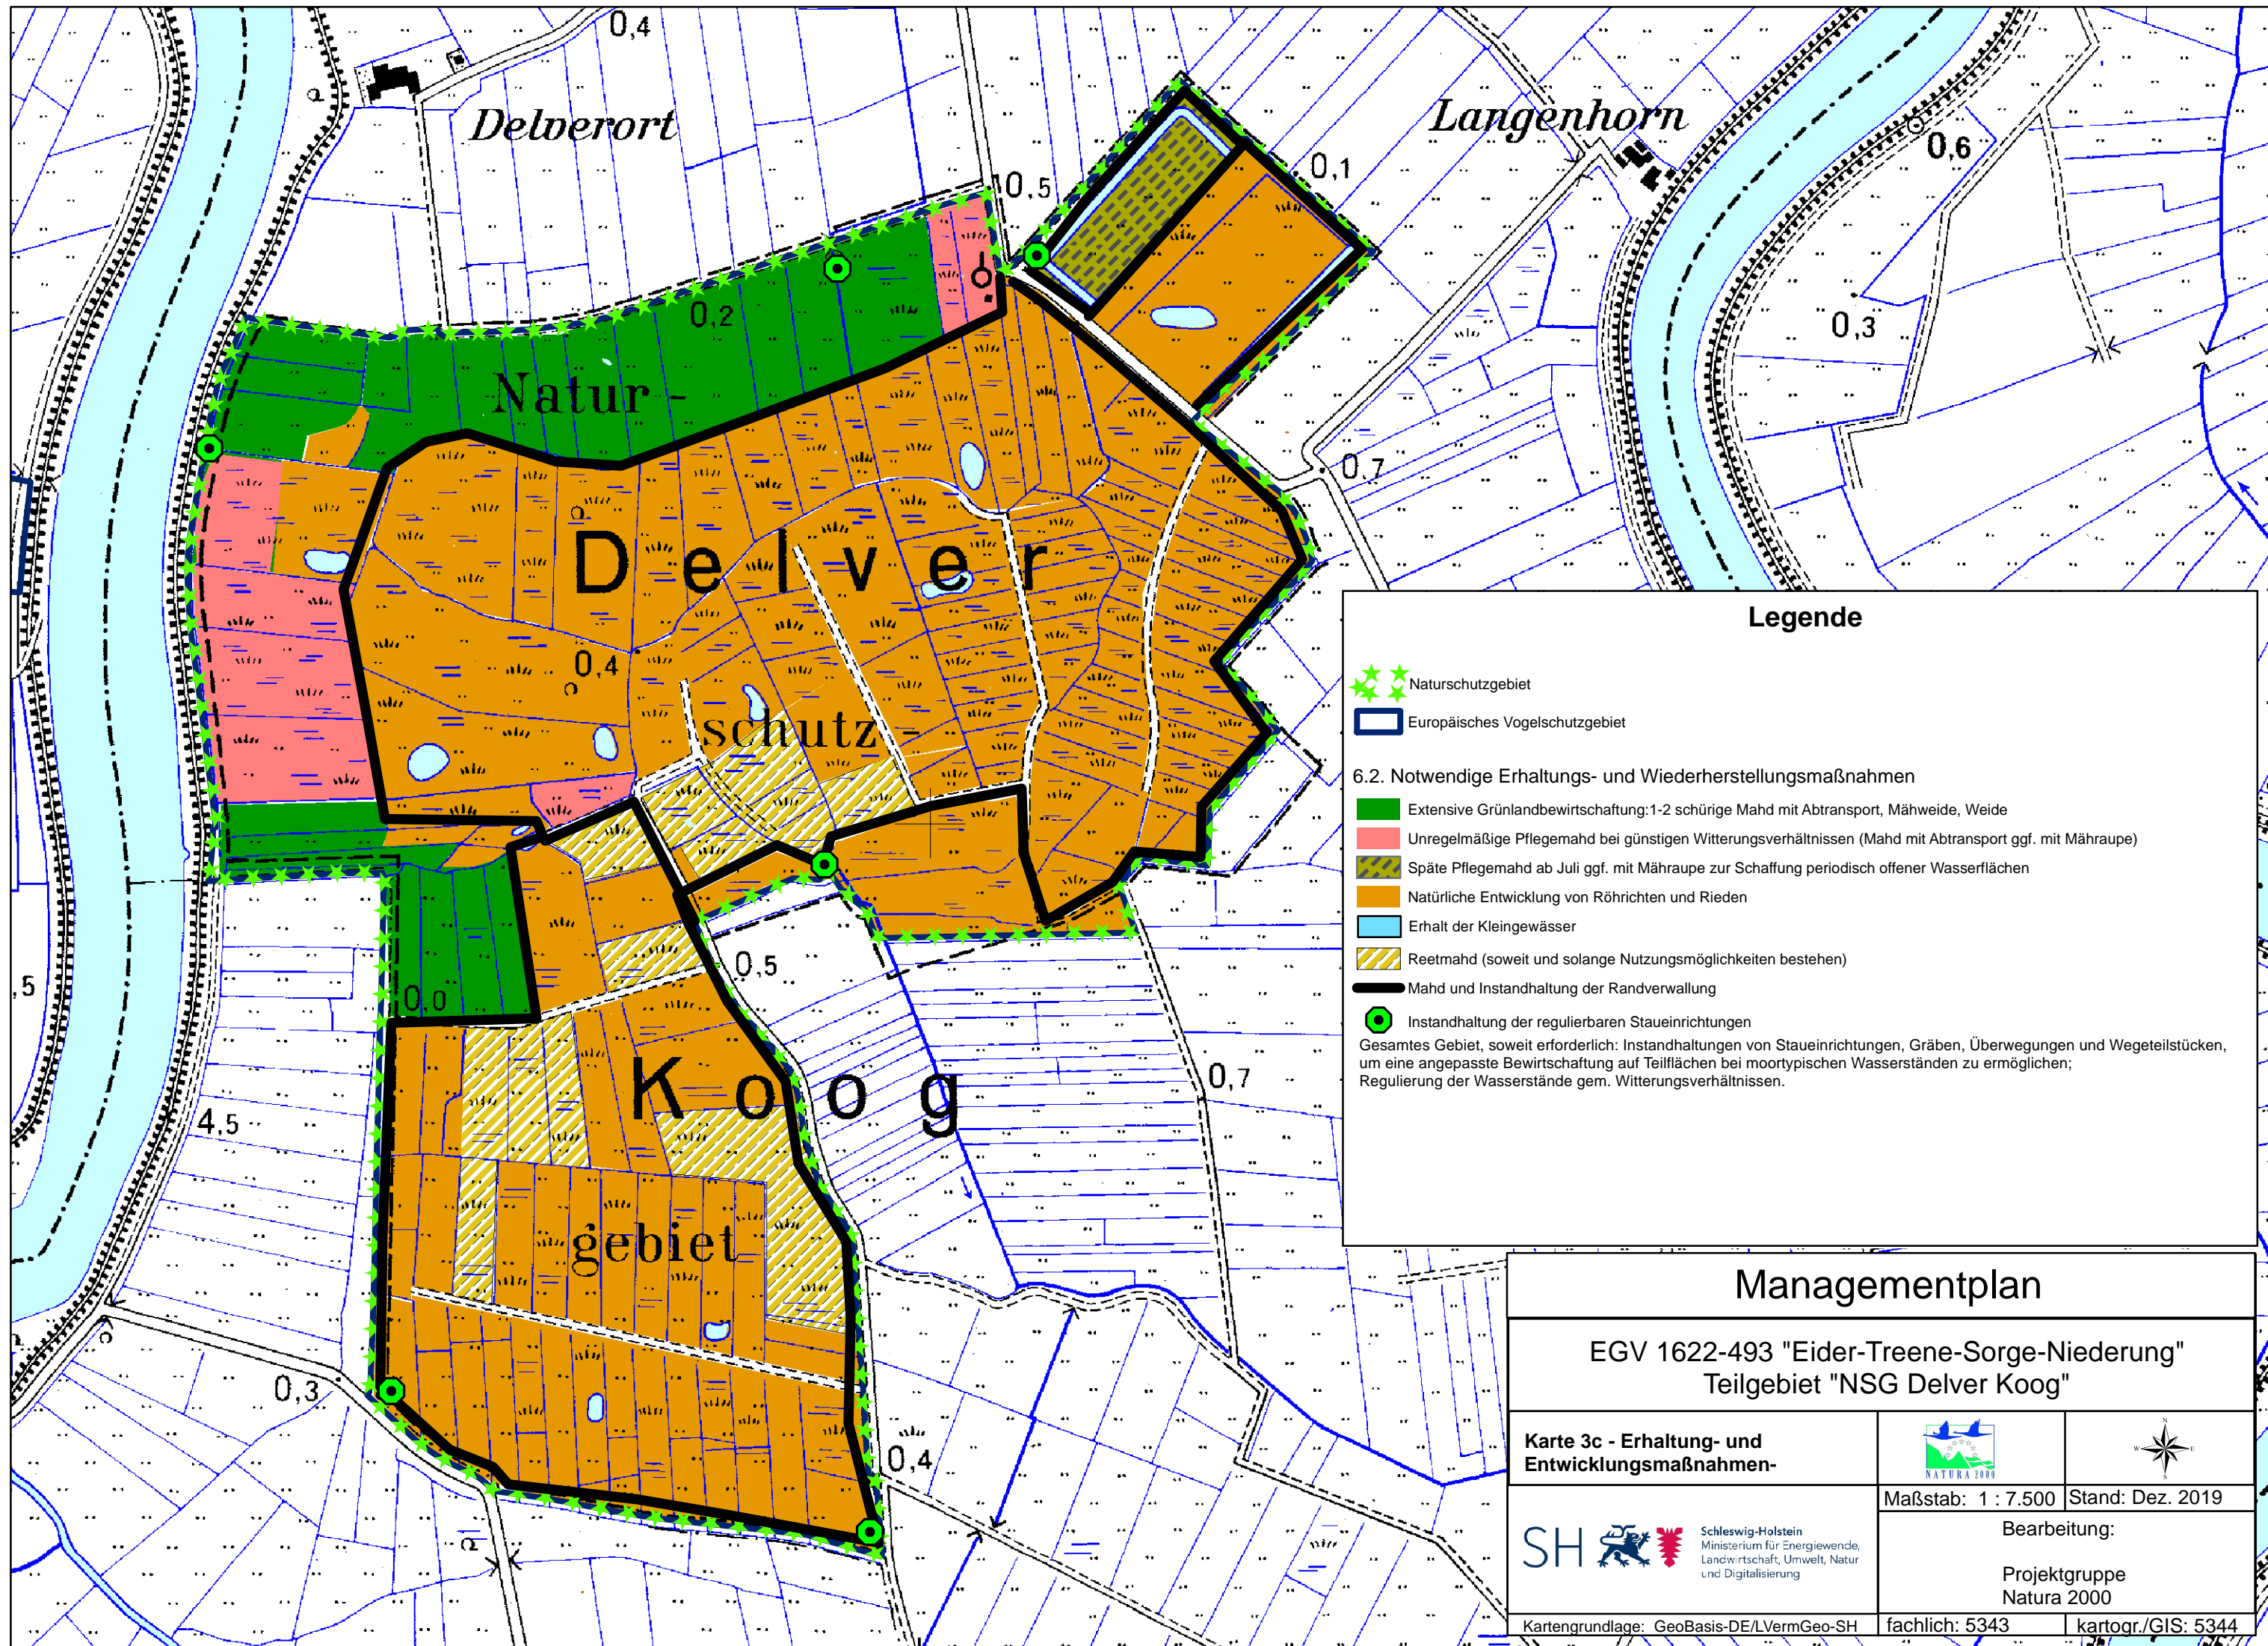 0,4
Delverort
Langenhorn
0,6
0,1
0,5
0,2
0,3
Natur -
0,7
Delver
0,4
schutz -
0,5
,5
0,0
Koog
0,7
4,5
gebiet
0,3
0,4
Legende
Naturschutzgebiet
Europäisches Vogelschutzgebiet
6.2. Notwendige Erhaltungs- und Wiederherstellungsmaßnahmen
Extensive Grünlandbewirtschaftung:1-2 schürige Mahd mit Abtransport, Mähweide, Weide
Unregelmäßige Pflegemahd bei günstigen Witterungsverhältnissen (Mahd mit Abtransport ggf. mit Mähraupe)
Späte Pflegemahd ab Juli ggf. mit Mähraupe zur Schaffung periodisch offener Wasserflächen
Natürliche Entwicklung von Röhrichten und Rieden
Erhalt der Kleingewässer
Reetmahd (soweit und solange Nutzungsmöglichkeiten bestehen)
Mahd und Instandhaltung der Randverwallung
Instandhaltung der regulierbaren Staueinrichtungen
Gesamtes Gebiet, soweit erforderlich: Instandhaltungen von Staueinrichtungen, Gräben, Überwegungen und Wegeteilstücken,
um eine angepasste Bewirtschaftung auf Teilflächen bei moortypischen Wasserständen zu ermöglichen;
Regulierung der Wasserstände gem. Witterungsverhältnissen.
Managementplan
EGV 1622-493 "Eider-Treene-Sorge-Niederung"
Teilgebiet "NSG Delver Koog"
Karte 3c - Erhaltung- und
Entwicklungsmaßnahmen-
NATURA 2000
N
W E
S
Maßstab: 1 : 7.500
Stand: Dez. 2019
SH
Schleswig-Holstein
Ministerium für Energiewende,
Landwirtschaft, Umwelt, Natur
und Digitalisierung
Bearbeitung:
Projektgruppe
Natura 2000
Kartengrundlage: GeoBasis-DE/LVermGeo-SH
fachlich: 5343
kartogr./GIS: 5344